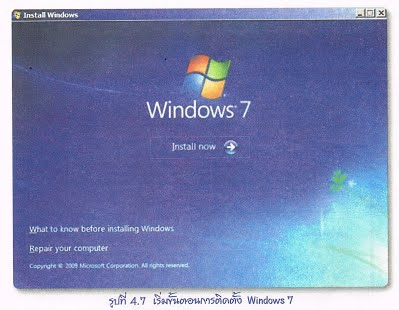 Install Windows
Windows 7
Install now
What to know before installing Windows
Repair your computer
Copyright © 2009 Microsoft Corporation. All rights reserved.
รูปที่ 4.7 เริ่มขั้นตอนการติดตั้ง Windows 7